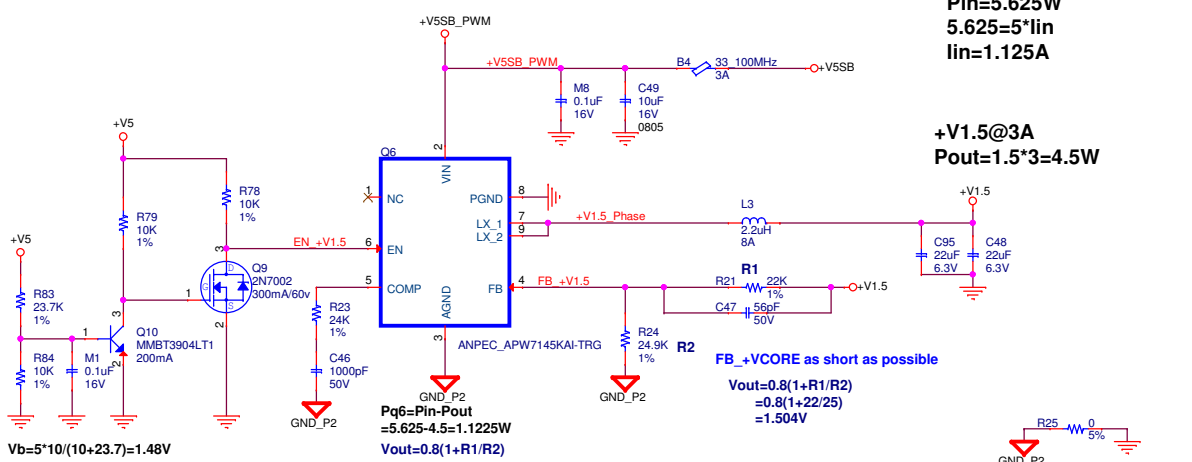 Pin=5.625W
5.625=5*Iin
Iin=1.125A
+V5SB_PWM
+V5SB_PWM
B4
33_100MHz
3A
+V5SB
M8
0.1uF
16V
C49
10uF
16V
0805
+V1.5@3A
Pout=1.5*3=4.5W
+V5
R79
10K
1%
R78
10K
1%
+V5
R83
23.7K
1%
R84
10K
1%
M1
0.1uF
16V
1
3
2
Q10
MMBT3904LT1
200mA
1
3
2
D
G
S
Q9
2N7002
300mA/60v
EN_+V1.5
Q6
2
VIN
1
NC
PGND
8
LX_1
7
LX_2
9
6
EN
5
COMP
FB
4
AGND
3
ANPEC_APW7145KAI-TRG
R23
24K
1%
C46
1000pF
50V
GND_P2
GND_P2
+V1.5_Phase
L3
2.2uH
8A
+V1.5
C95
22uF
6.3V
C48
22uF
6.3V
FB_+V1.5
R1
R21
22K
1%
C47
56pF
50V
+V1.5
R24
24.9K
1%
R2
GND_P2
FB_+VCORE as short as possible
Vout=0.8(1+R1/R2)
=0.8(1+22/25)
=1.504V
Pq6=Pin-Pout
=5.625-4.5=1.1225W
Vout=0.8(1+R1/R2)
Vb=5*10/(10+23.7)=1.48V
R25
0
5%
GND_P2